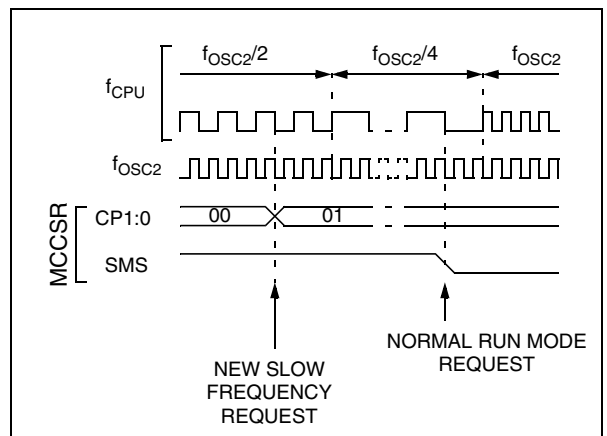 fOSC2/2 fOSC2/4 fOSC2
fCPU
fOSC2
MCCSR
CP1:0 00 01
SMS
NEW SLOW
FREQUENCY
REQUEST
NORMAL RUN MODE
REQUEST